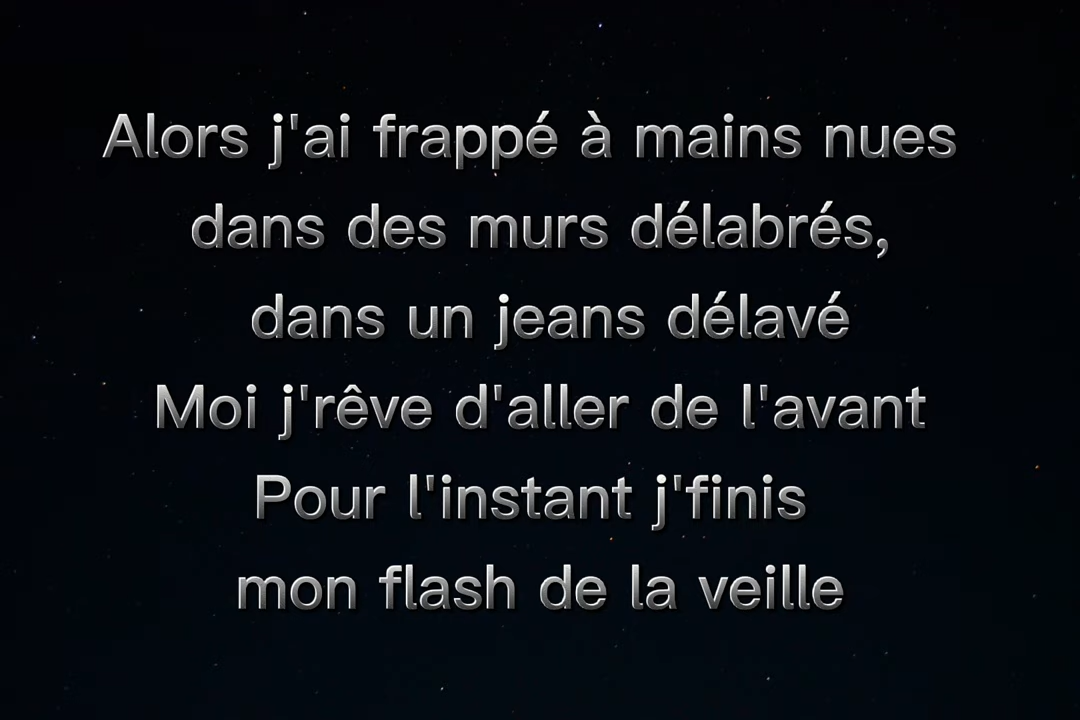 Alors j'ai frappé à mains nues
dans des murs délabrés,
dans un jeans délavé
Moi j'rêve d'aller de l'avant
Pour l'instant j'finis
mon flash de la veille